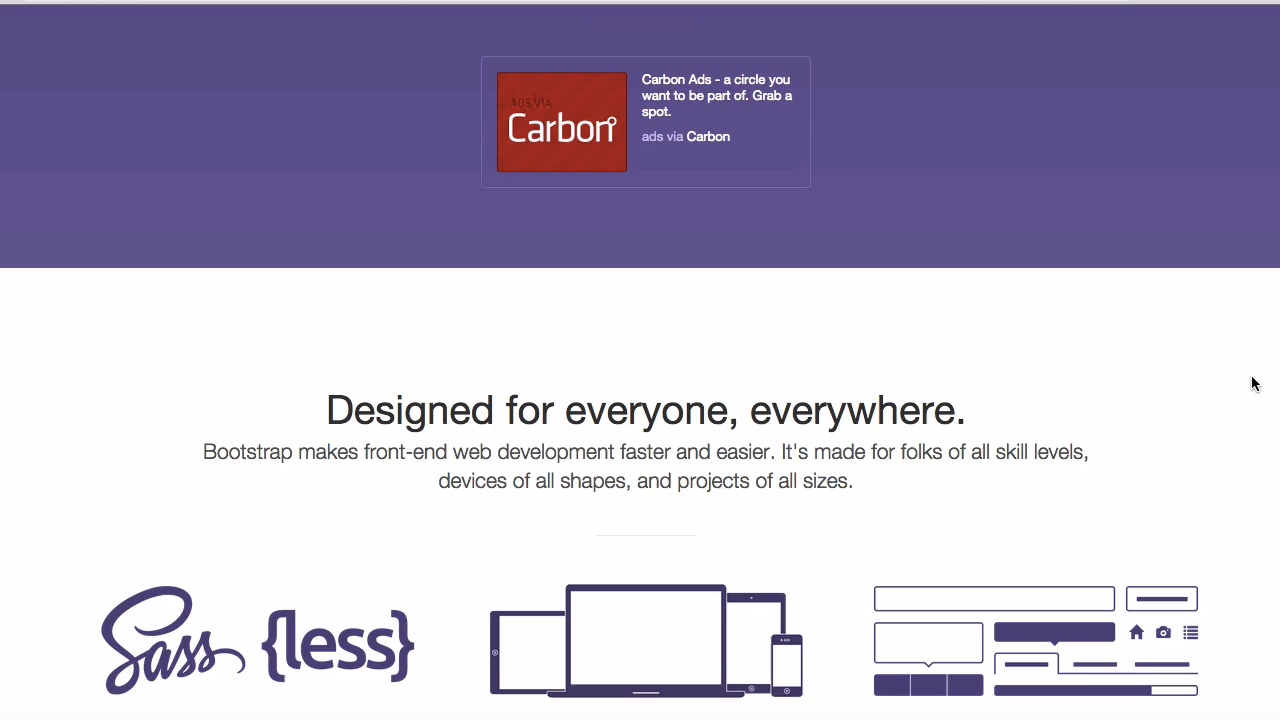 ADS VIA
Carbon
Carbon Ads - a circle you
want to be part of. Grab a
spot.
ads via Carbon
Designed for everyone, everywhere.
Bootstrap makes front-end web development faster and easier. It's made for folks of all skill levels,
devices of all shapes, and projects of all sizes.
Sass {less}